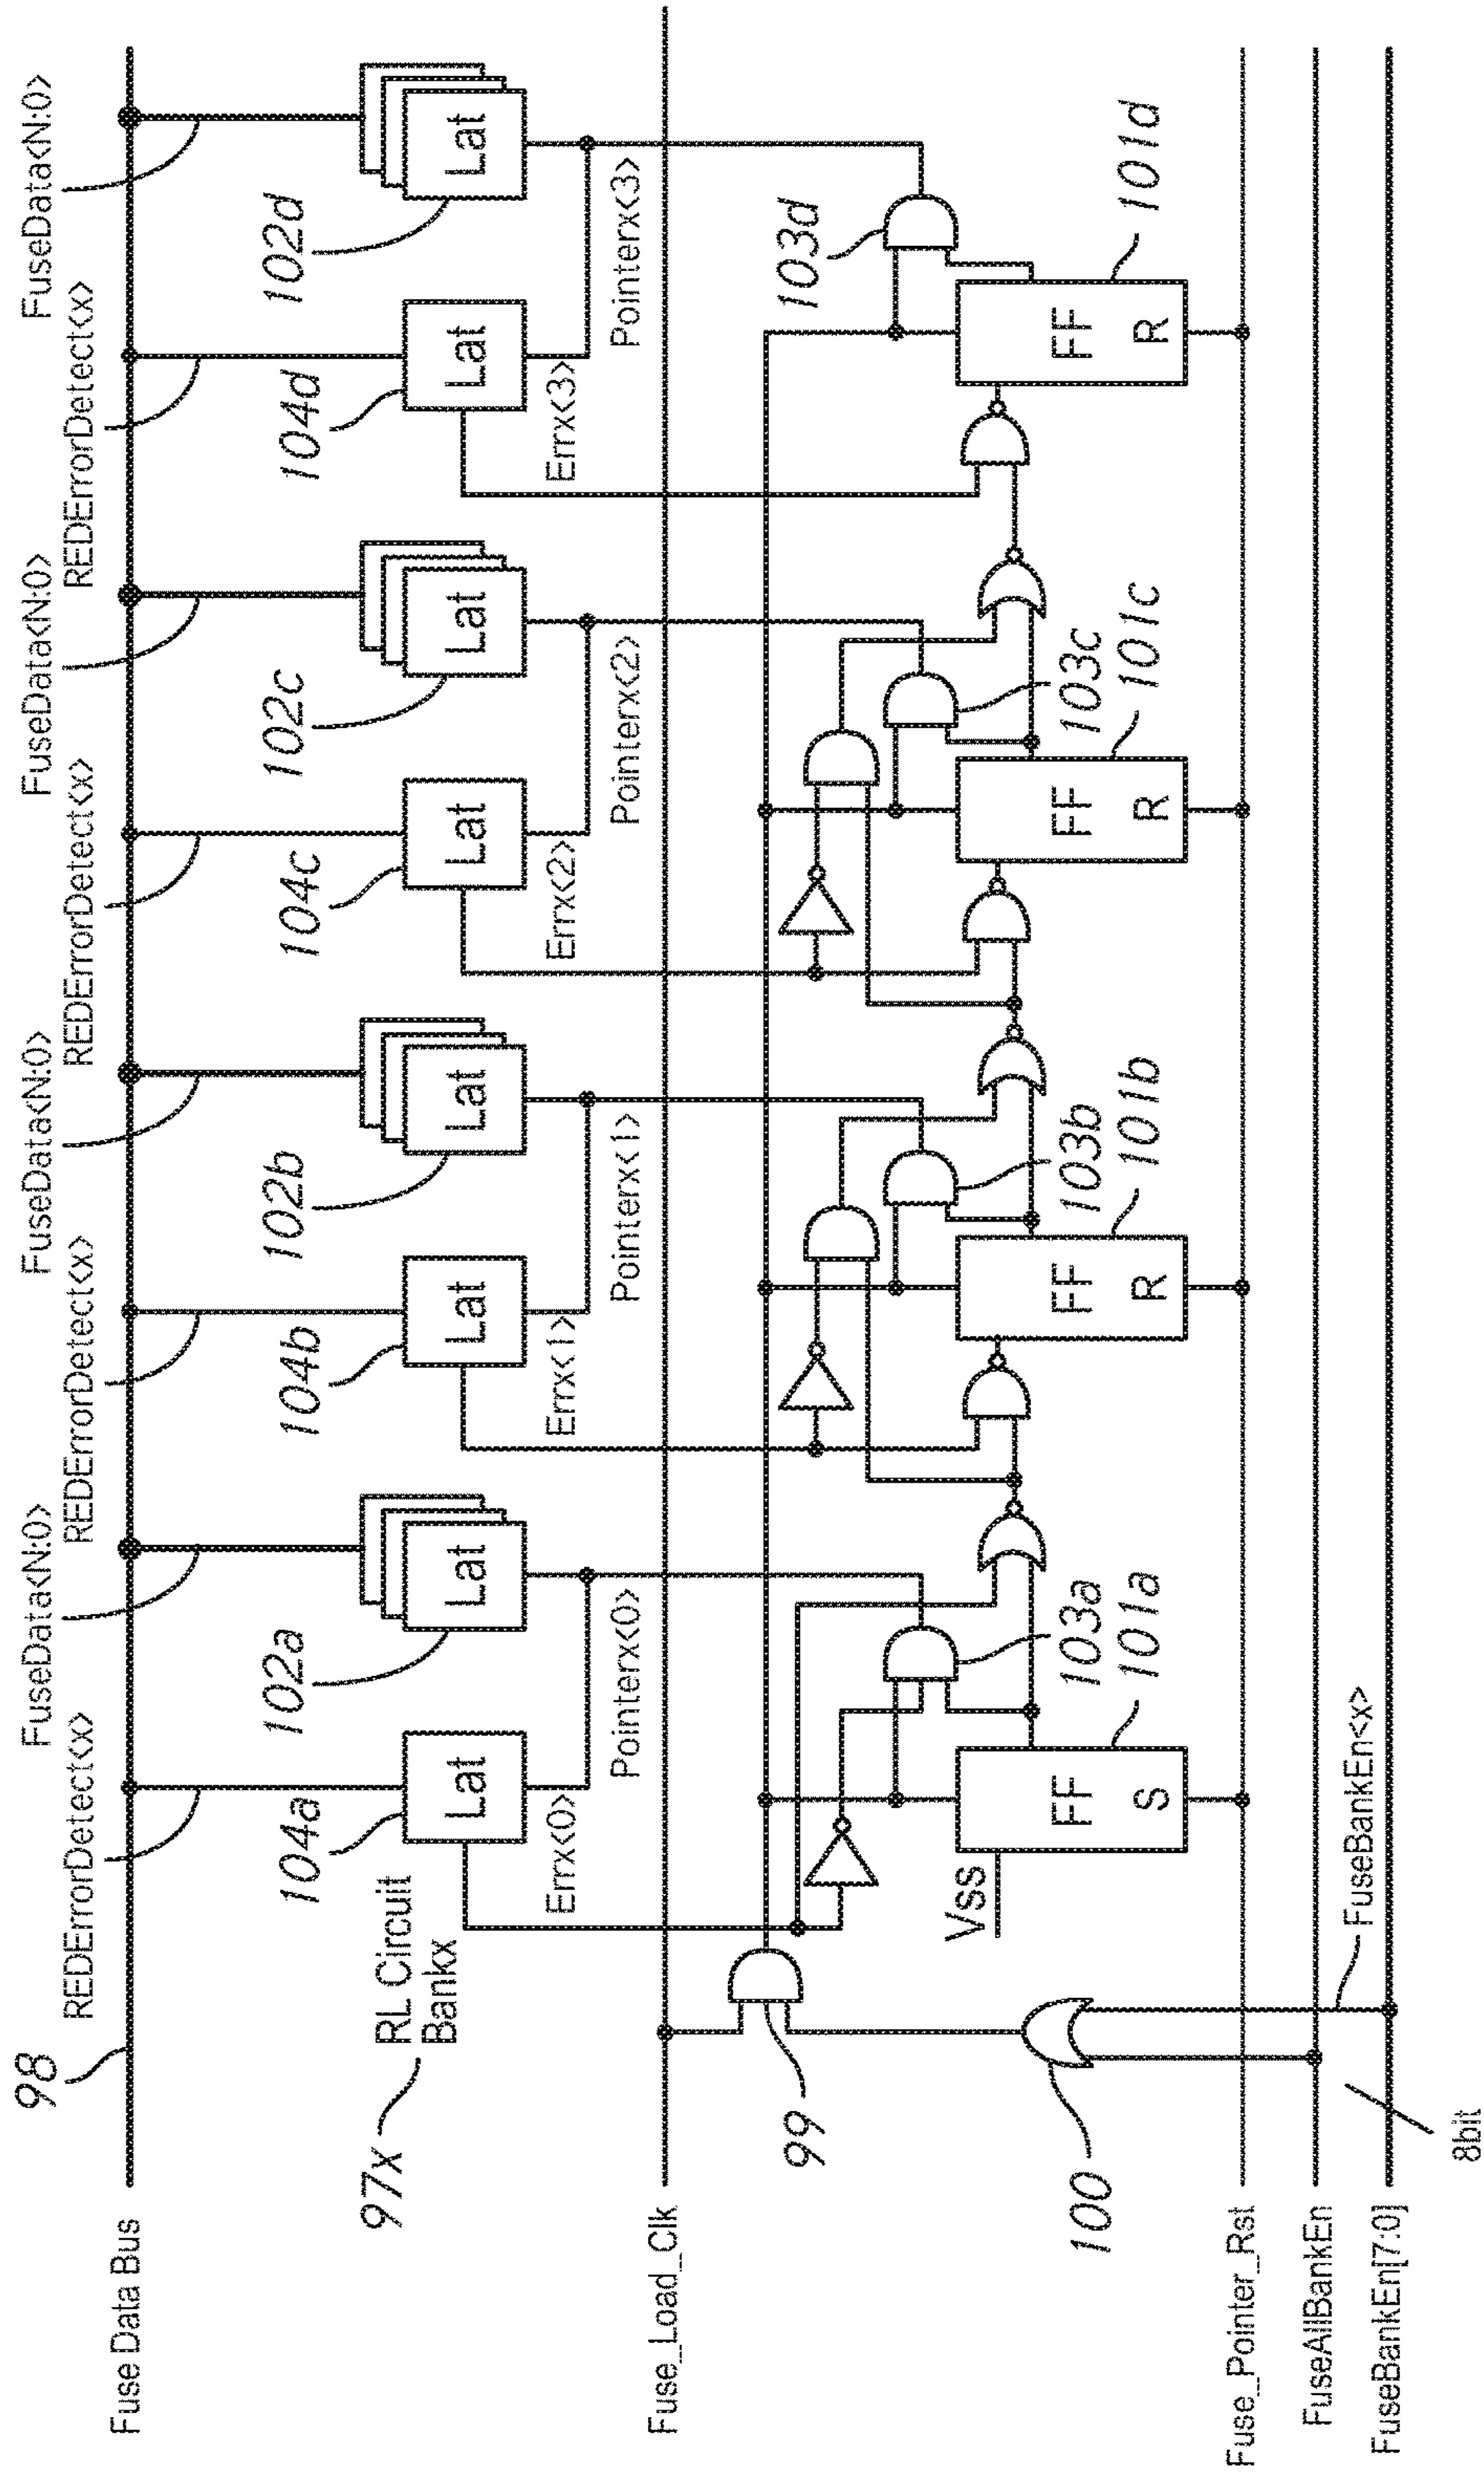 98
Fuse Data Bus
REDErrorDetect<x>
FuseData<N:0>
REDErrorDetect<x>
FuseData<N:0>
REDErrorDetect<x>
FuseData<N:0>
REDErrorDetect<x>
FuseData<N:0>
97x
RL Circuit
Bankx
104a
Lat
102a
Lat
104b
Lat
102b
Lat
104c
Lat
102c
Lat
104d
Lat
102d
Lat
Errx<0>
Pointerx<0>
Errx<1>
Pointerx<1>
Errx<2>
Pointerx<2>
Errx<3>
Pointerx<3>
Fuse_Load_Clk
99
103d
Vss
FF
S
103a
101a
FF
R
103b
101b
FF
R
103c
101c
FF
R
101d
100
Fuse_Pointer_Rst
FuseAllBankEn
FuseBankEn<x>
FuseBankEn[7:0]
8bit